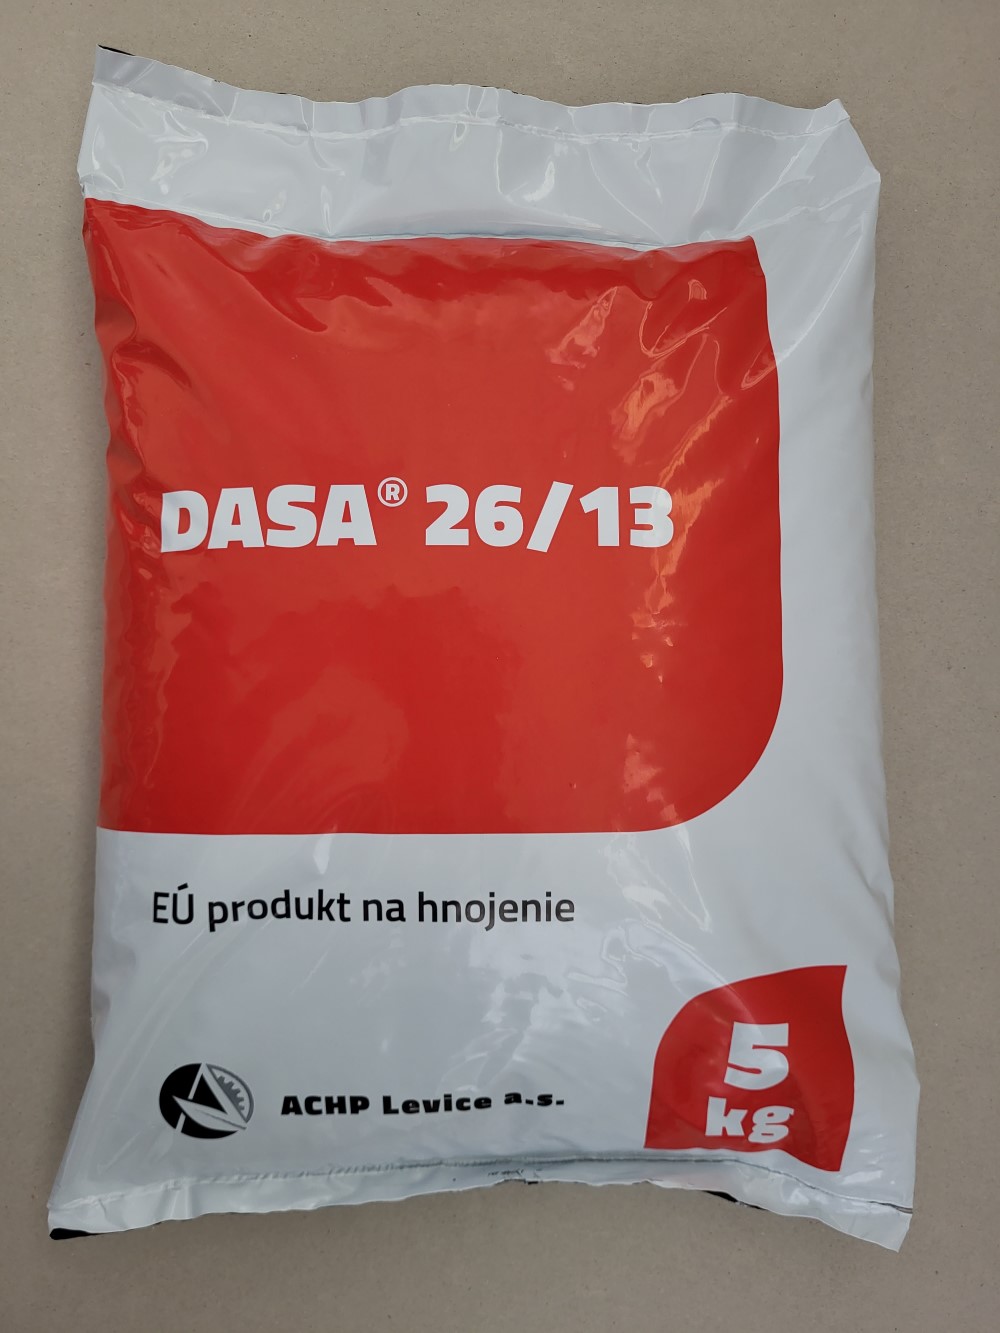 DASA® 26/13
EÚ produkt na hnojenie
5
kg
ACHP Levice a.s.